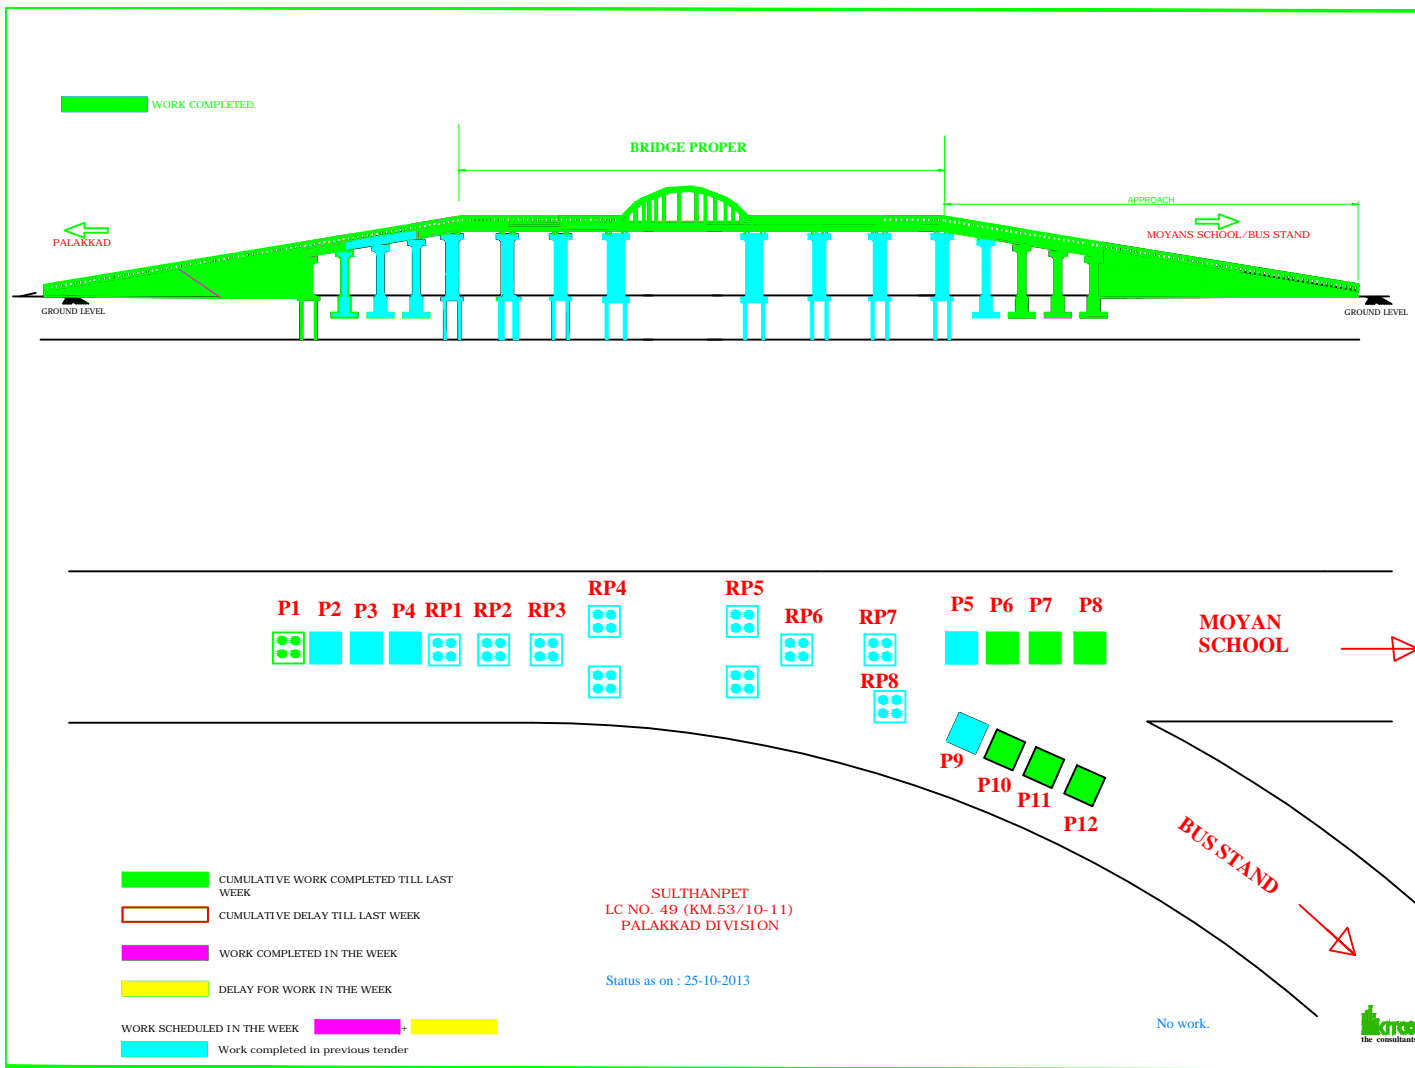 WORK COMPLETED
BRIDGE PROPER
APPROACH
PALAKKAD
MOYANS SCHOOL/BUS STAND
GROUND LEVEL
GROUND LEVEL
P1 P2 P3 P4 RP1 RP2 RP3 RP4 RP5 RP6 RP7 P5 P6 P7 P8
MOYAN
SCHOOL
RP8
P9
P10
P11
P12
BUS STAND
CUMULATIVE WORK COMPLETED TILL LAST
WEEK
CUMULATIVE DELAY TILL LAST WEEK
WORK COMPLETED IN THE WEEK
DELAY FOR WORK IN THE WEEK
WORK SCHEDULED IN THE WEEK +
Work completed in previous tender
SULTHANPET
LC NO. 49 (KM.53/10-11)
PALAKKAD DIVISION
Status as on : 25-10-2013
No work.
KITCO
the consultants